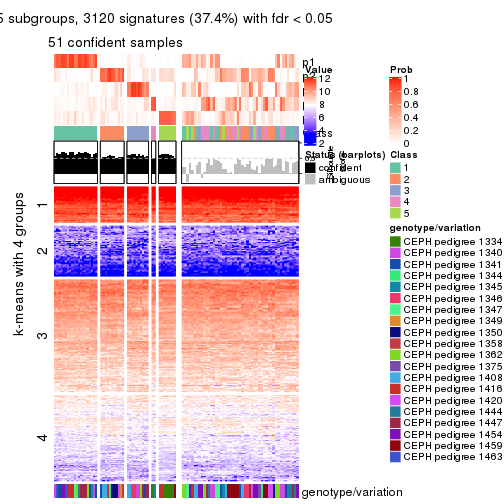 5 subgroups, 3120 signatures (37.4%) with fdr < 0.05
51 confident samples
k-means with 4 groups
1
2
3
4
Value
12
10
8
6
4
2
Status (barplots)
confident
ambiguous
Prob
1
0.8
0.6
0.4
0.2
0
Class
1
2
3
4
5
genotype/variation
CEPH pedigree 1334
CEPH pedigree 1340
CEPH pedigree 1341
CEPH pedigree 1344
CEPH pedigree 1345
CEPH pedigree 1346
CEPH pedigree 1347
CEPH pedigree 1349
CEPH pedigree 1350
CEPH pedigree 1358
CEPH pedigree 1362
CEPH pedigree 1375
CEPH pedigree 1408
CEPH pedigree 1416
CEPH pedigree 1420
CEPH pedigree 1444
CEPH pedigree 1447
CEPH pedigree 1454
CEPH pedigree 1459
CEPH pedigree 1463
genotype/variation